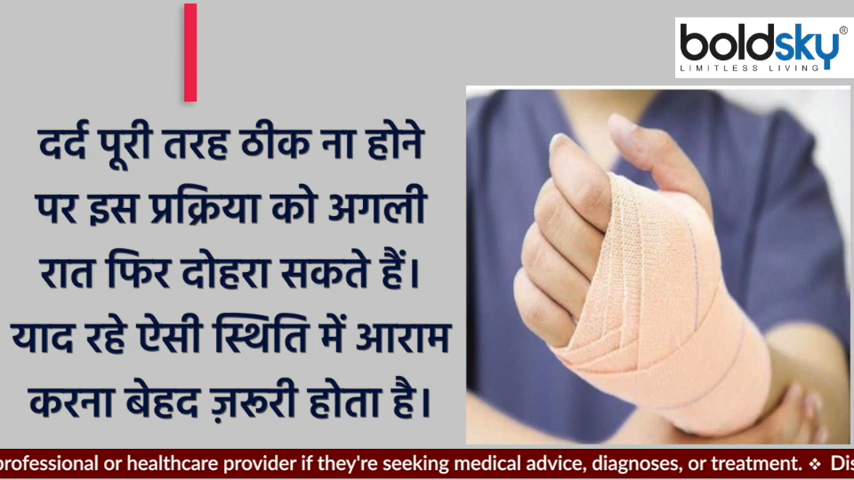 boldsky®
LIMITLESS LIVING
दर्द पूरी तरह ठीक ना होने
पर इस प्रक्रिया को अगली
रात फिर दोहरा सकते हैं।
याद रहे ऐसी स्थिति में आराम
करना बेहद ज़रूरी होता है।
professional or healthcare provider if they're seeking medical advice, diagnoses, or treatment. ❖